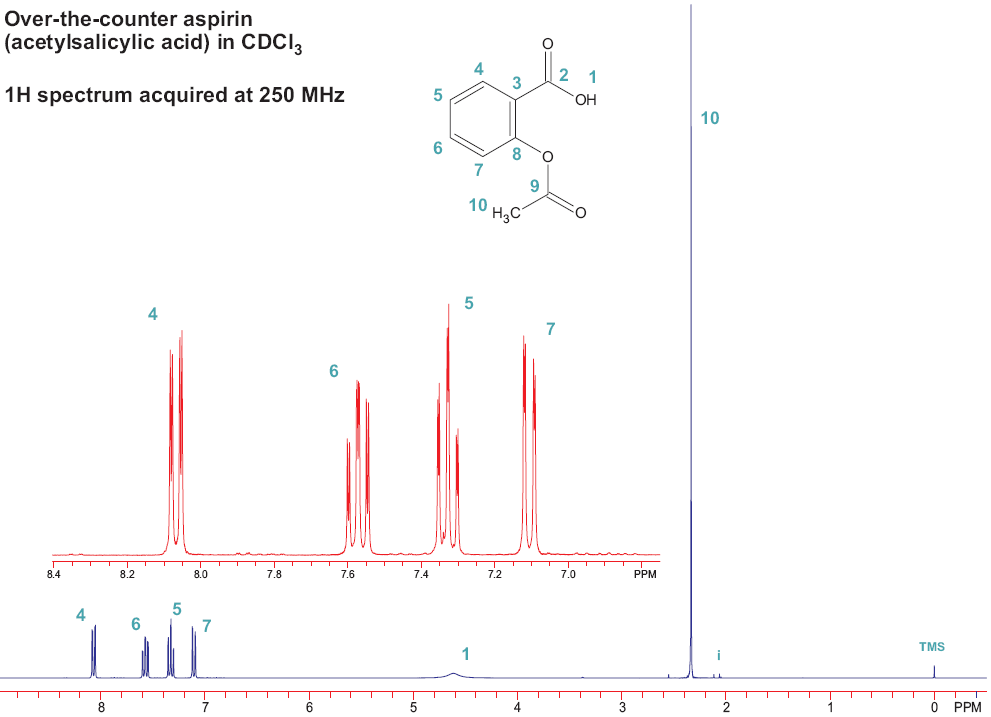 Over-the-counter aspirin
(acetylsalicylic acid) in CDCl₃
1H spectrum acquired at 250 MHz
O
4 3 2 1
5 OH
6 8 O
7
9
10 H₃C O
10
4 6 5 7
8.4 8.2 8.0 7.8 7.6 7.4 7.2 7.0 PPM
4 6 5 7 1 i TMS
8 7 6 5 4 3 2 1 0 PPM